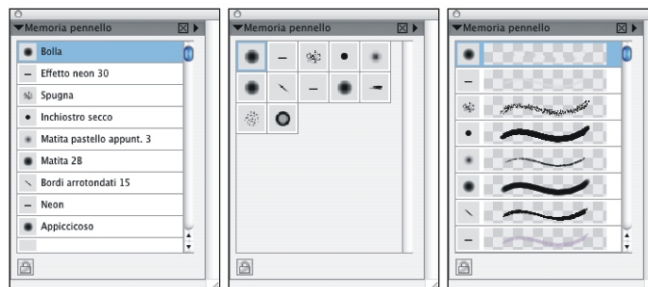 Memoria pennello
Bolla
Effetto neon 30
Spugna
Inchiostro secco
Matita pastello appunt. 3
Matita 2B
Bordi arrotondati 15
Neon
Appiccicoso
Memoria pennello
Memoria pennello